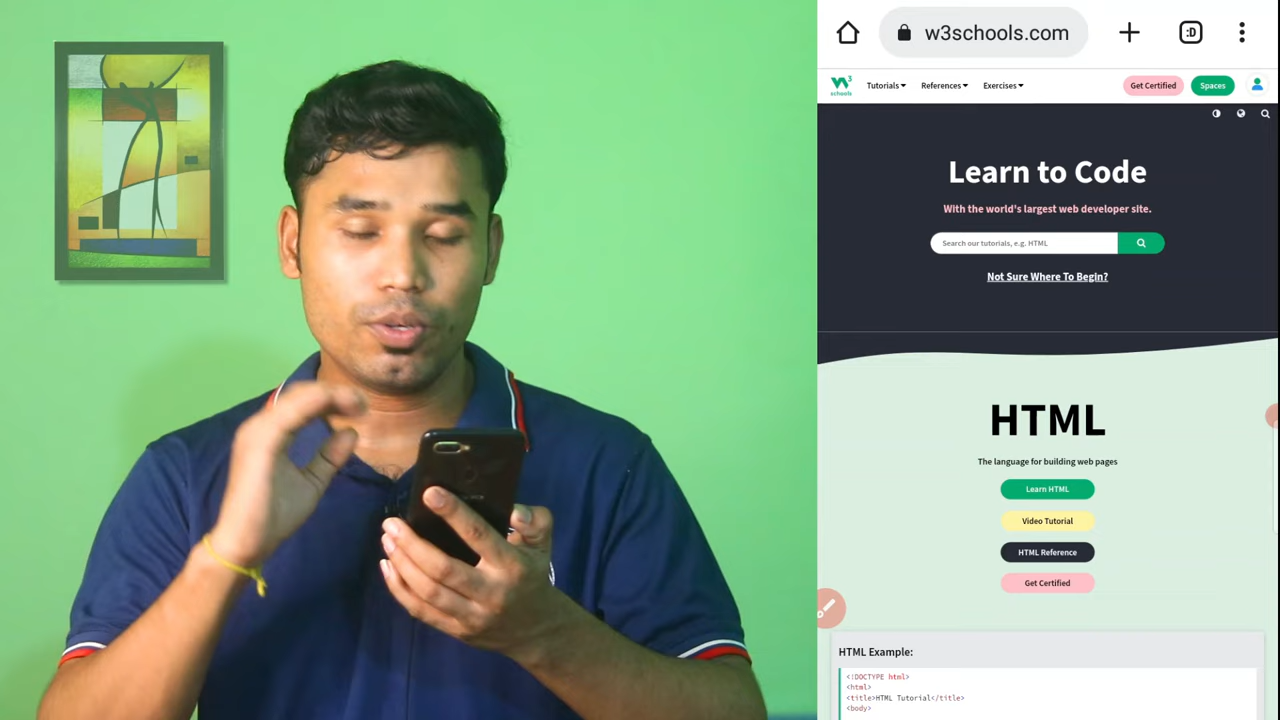 w3schools.com
:D
W3
schools
Tutorials
References
Exercises
Get Certified
Spaces
Learn to Code
With the world's largest web developer site.
Search our tutorials, e.g. HTML
Not Sure Where To Begin?
HTML
The language for building web pages
Learn HTML
Video Tutorial
HTML Reference
Get Certified
HTML Example:
<!DOCTYPE html>
<html>
<title>HTML Tutorial</title>
<body>